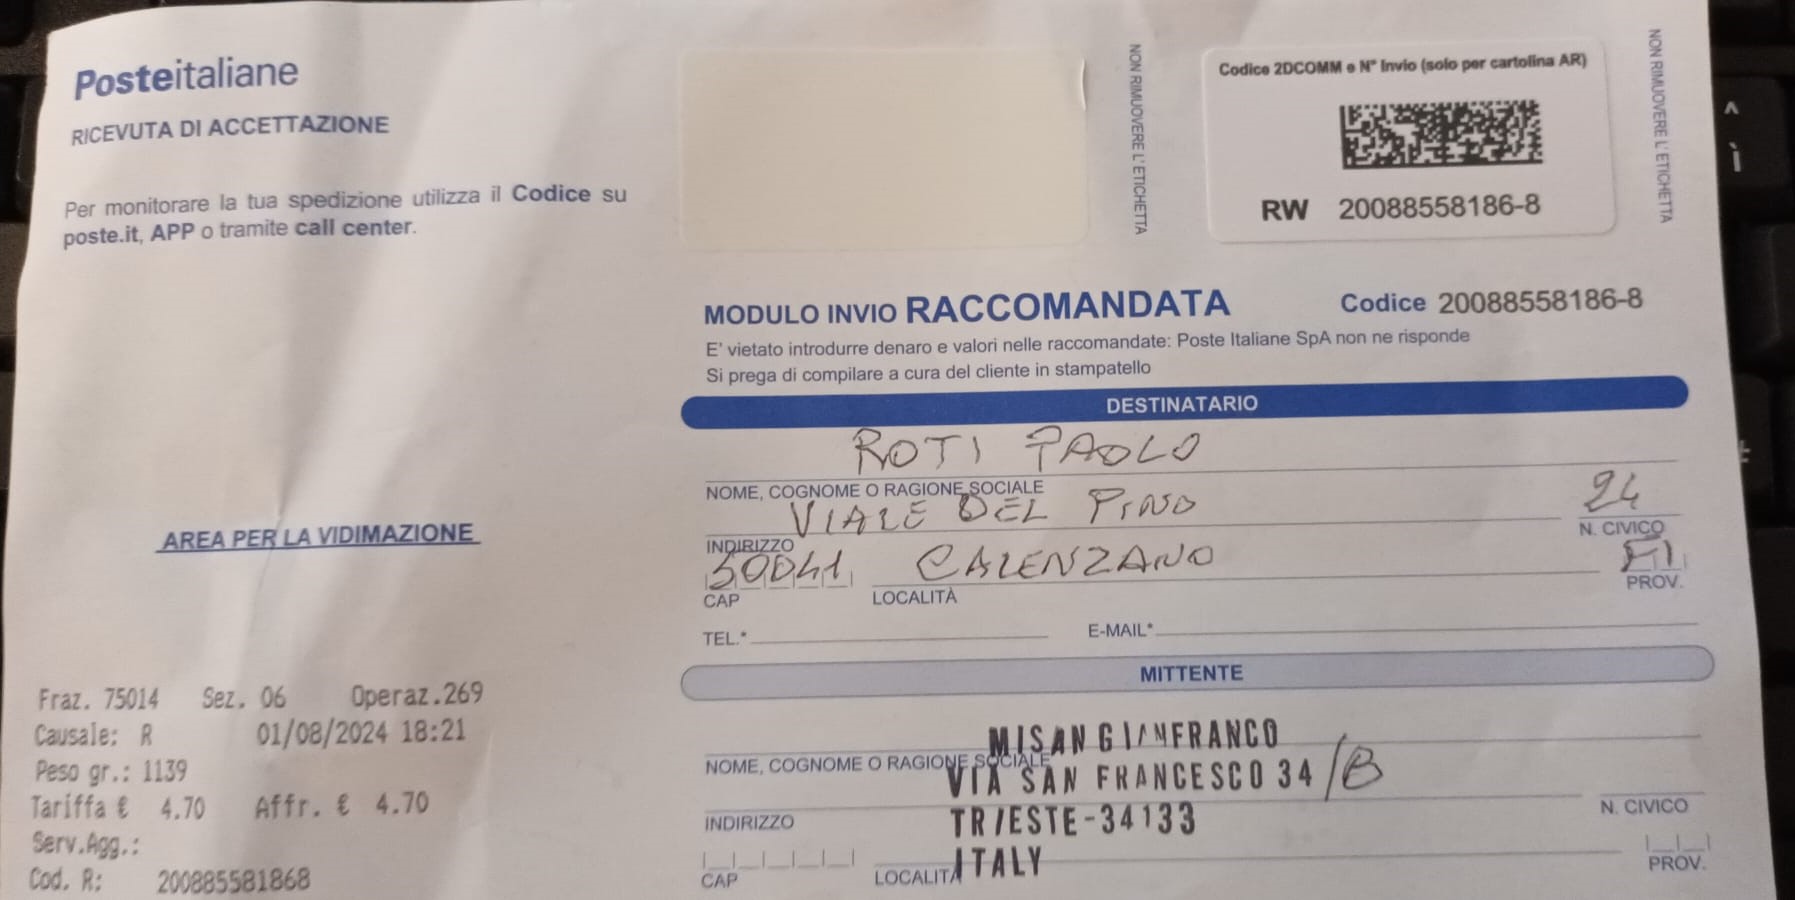 Posteitaliane
RICEVUTA DI ACCETTAZIONE
Per monitorare la tua spedizione utilizza il Codice su
poste.it, APP o tramite call center.
AREA PER LA VIDIMAZIONE
Fraz. 75014 Sez. 06 Operaz.269
Causale: R 01/08/2024 18:21
Peso gr.: 1139
Tariffa € 4.70 Affr. € 4.70
Serv.Agg.:
Cod. R: 200885581868
NON RIMUOVERE L'ETICHETTA
Codice 2DCOMM e N° Invio (solo per cartolina AR)
RW 20088558186-8
NON RIMUOVERE L'ETICHETTA
MODULO INVIO RACCOMANDATA Codice 20088558186-8
E' vietato introdurre denaro e valori nelle raccomandate: Poste Italiane SpA non ne risponde
Si prega di compilare a cura del cliente in stampatello
DESTINATARIO
ROTI PAOLO
NOME, COGNOME O RAGIONE SOCIALE
VIALE DEL PINO 24
INDIRIZZO N. CIVICO
50041 CALENZANO FI
CAP LOCALITÀ PROV.
TEL.* E-MAIL*
MITTENTE
MISAN GIANFRANCO
NOME, COGNOME O RAGIONE SOCIALE
VIA SAN FRANCESCO 34 /B
INDIRIZZO N. CIVICO
TRIESTE-34133
ITALY
CAP LOCALITÀ PROV.